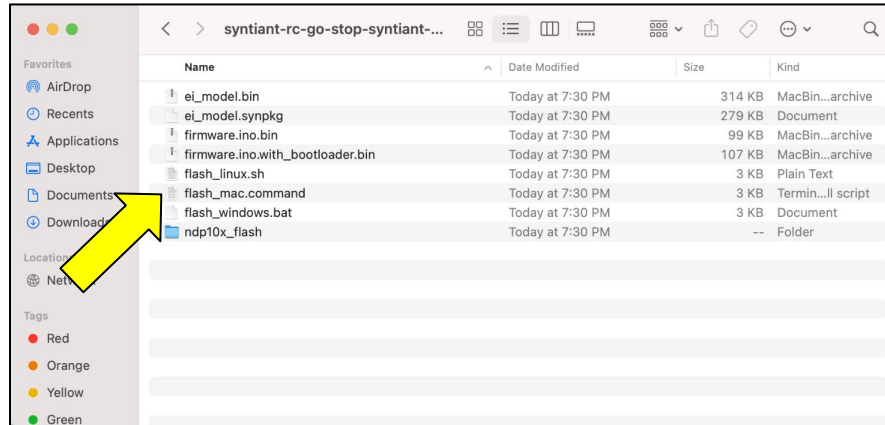 syntiant-rc-go-stop-syntiant-...
Favorites
AirDrop
Recents
Applications
Desktop
Documents
Downloads
Locations
Tags
Red
Orange
Yellow
Green
Name Date Modified Size Kind
ei_model.bin Today at 7:30 PM 314 KB MacBin...archive
ei_model.synpkg Today at 7:30 PM 279 KB Document
firmware.ino.bin Today at 7:30 PM 99 KB MacBin...archive
firmware.ino.with_bootloader.bin Today at 7:30 PM 107 KB MacBin...archive
flash_linux.sh Today at 7:30 PM 3 KB Plain Text
flash_mac.command Today at 7:30 PM 3 KB Termin...ll script
flash_windows.bat Today at 7:30 PM 3 KB Document
ndp10x_flash Today at 7:30 PM -- Folder